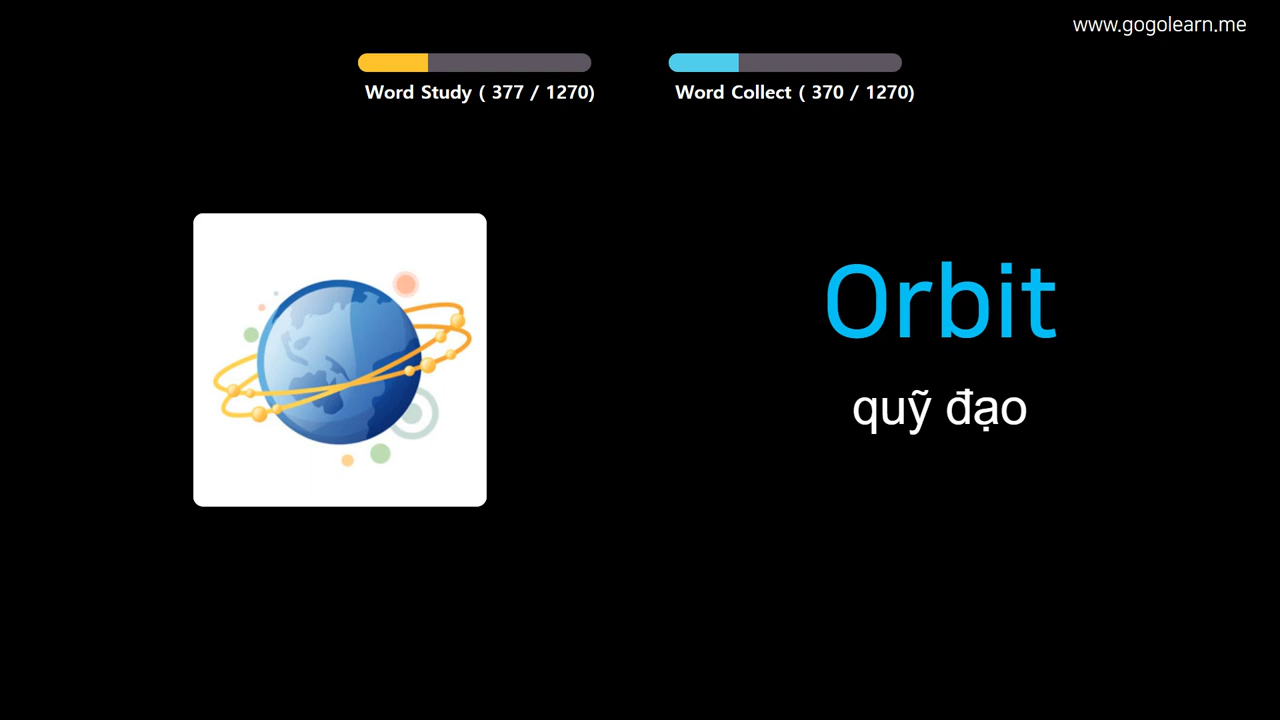 www.gogolearn.me
Word Study ( 377 / 1270)
Word Collect ( 370 / 1270)
Orbit
quỹ đạo